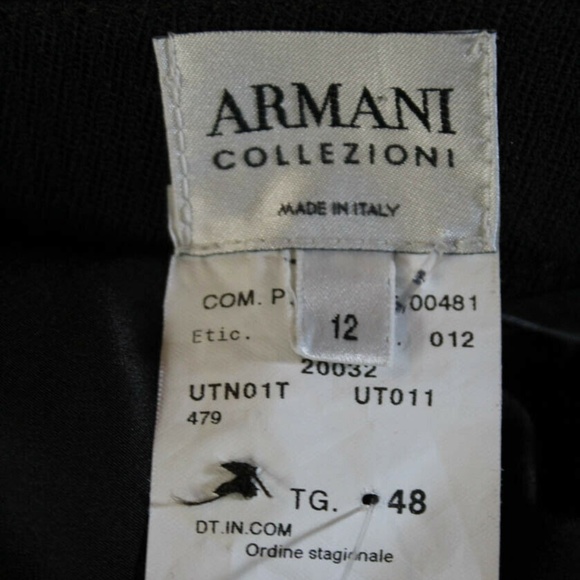 ARMANI
COLLEZIONI
MADE IN ITALY
COM. P. 00481
Etic. 12 . 012
20032
UTN01T UT011
479
TG. 48
DT.IN.COM
Ordine stagionale